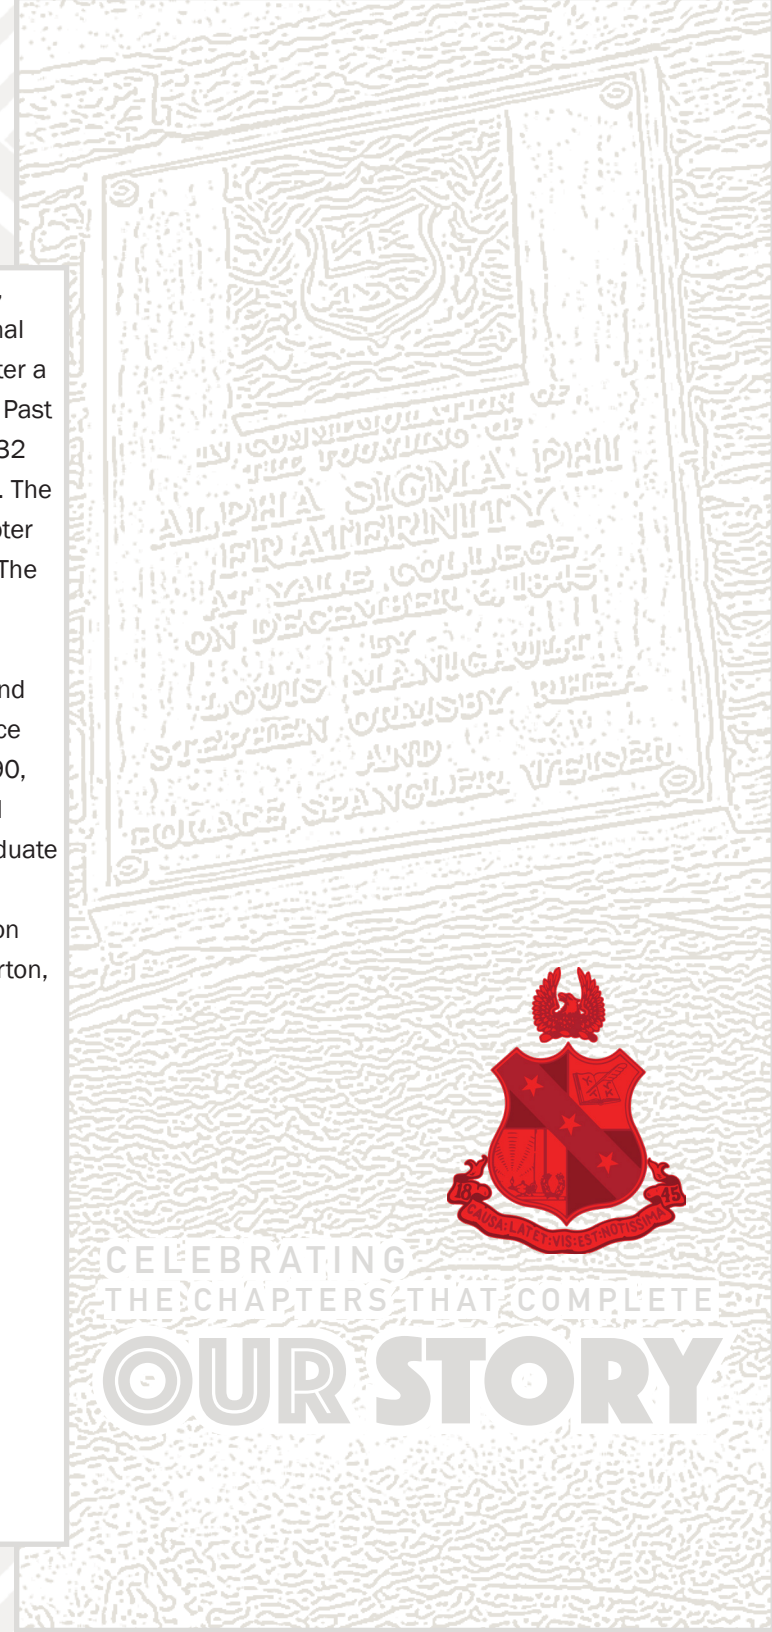 nal
ter a
Past
32
. The
pter
The
nd
ce
90,
d
duate
on
rton,
IN COMMEMORATION OF
THE FOUNDING OF
ALPHA SIGMA PHI
FRATERNITY
AT YALE COLLEGE
ON DECEMBER 6, 1845
BY
LOUIS MANIGAULT
STEPHEN ORMSBY RHEA
AND
HORACE SPANGLER WEISER
18 45
CAUSA:LATET:VIS:EST:NOTISSIMA
CELEBRATING
THE CHAPTERS THAT COMPLETE
OUR STORY